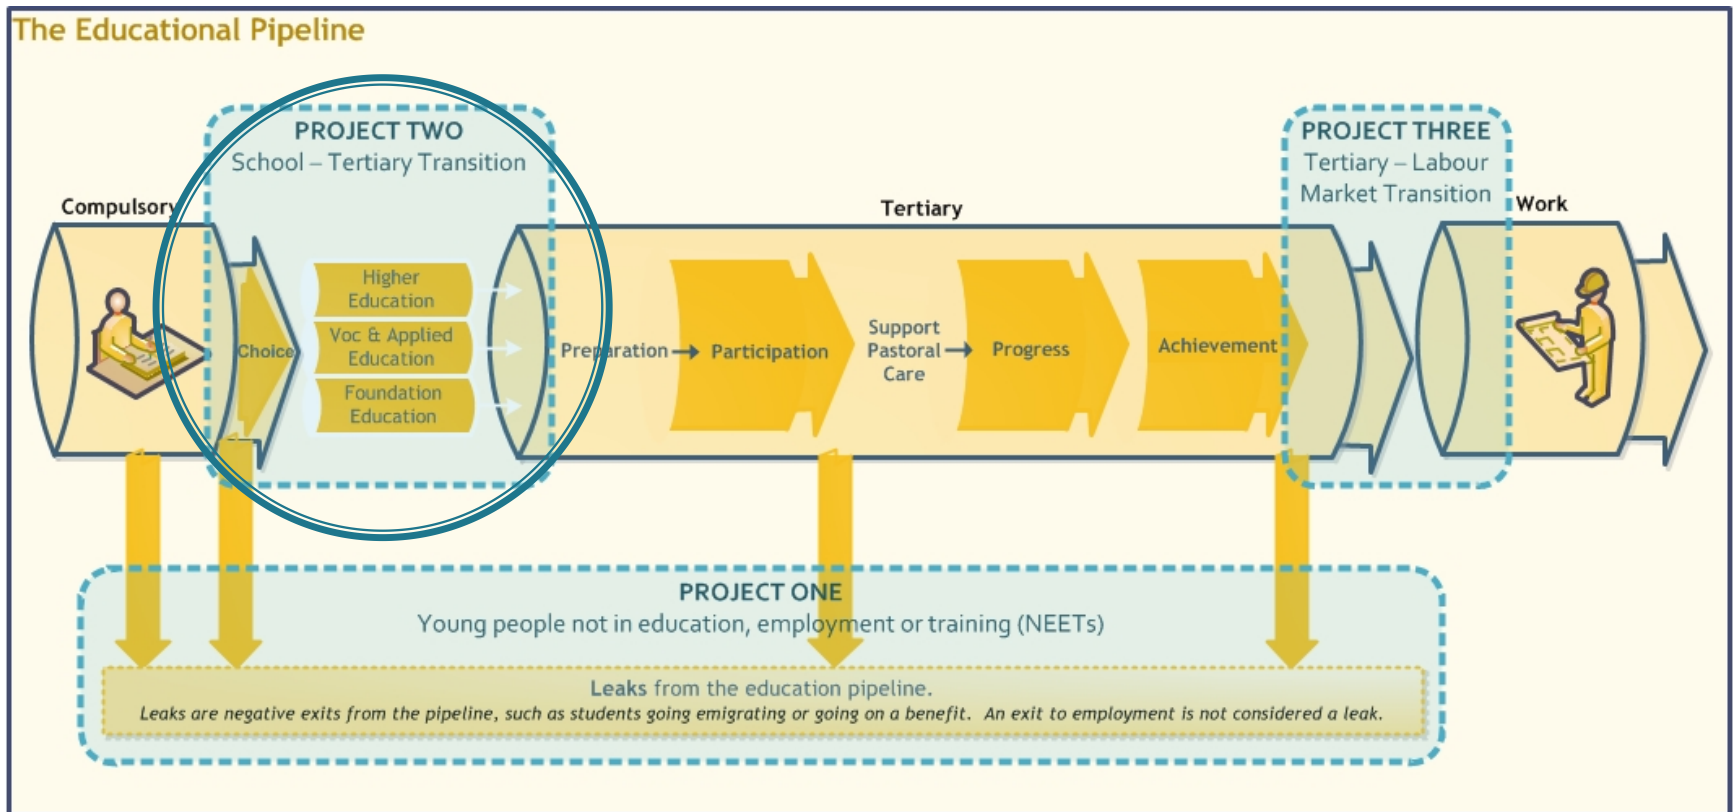 The Educational Pipeline
PROJECT TWO
School – Tertiary Transition
PROJECT THREE
Tertiary – Labour
Market Transition
Compulsory
Tertiary
Work
Choice
Higher
Education
Voc & Applied
Education
Foundation
Education
Preparation
Participation
Support
Pastoral
Care
Progress
Achievement
PROJECT ONE
Young people not in education, employment or training (NEETs)
Leaks from the education pipeline.
Leaks are negative exits from the pipeline, such as students going emigrating or going on a benefit. An exit to employment is not considered a leak.